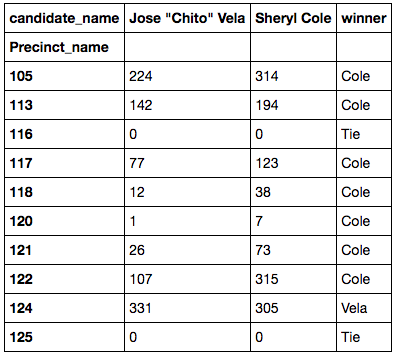 candidate_name Jose "Chito" Vela Sheryl Cole winner
Precinct_name
105 224 314 Cole
113 142 194 Cole
116 0 0 Tie
117 77 123 Cole
118 12 38 Cole
120 1 7 Cole
121 26 73 Cole
122 107 315 Cole
124 331 305 Vela
125 0 0 Tie